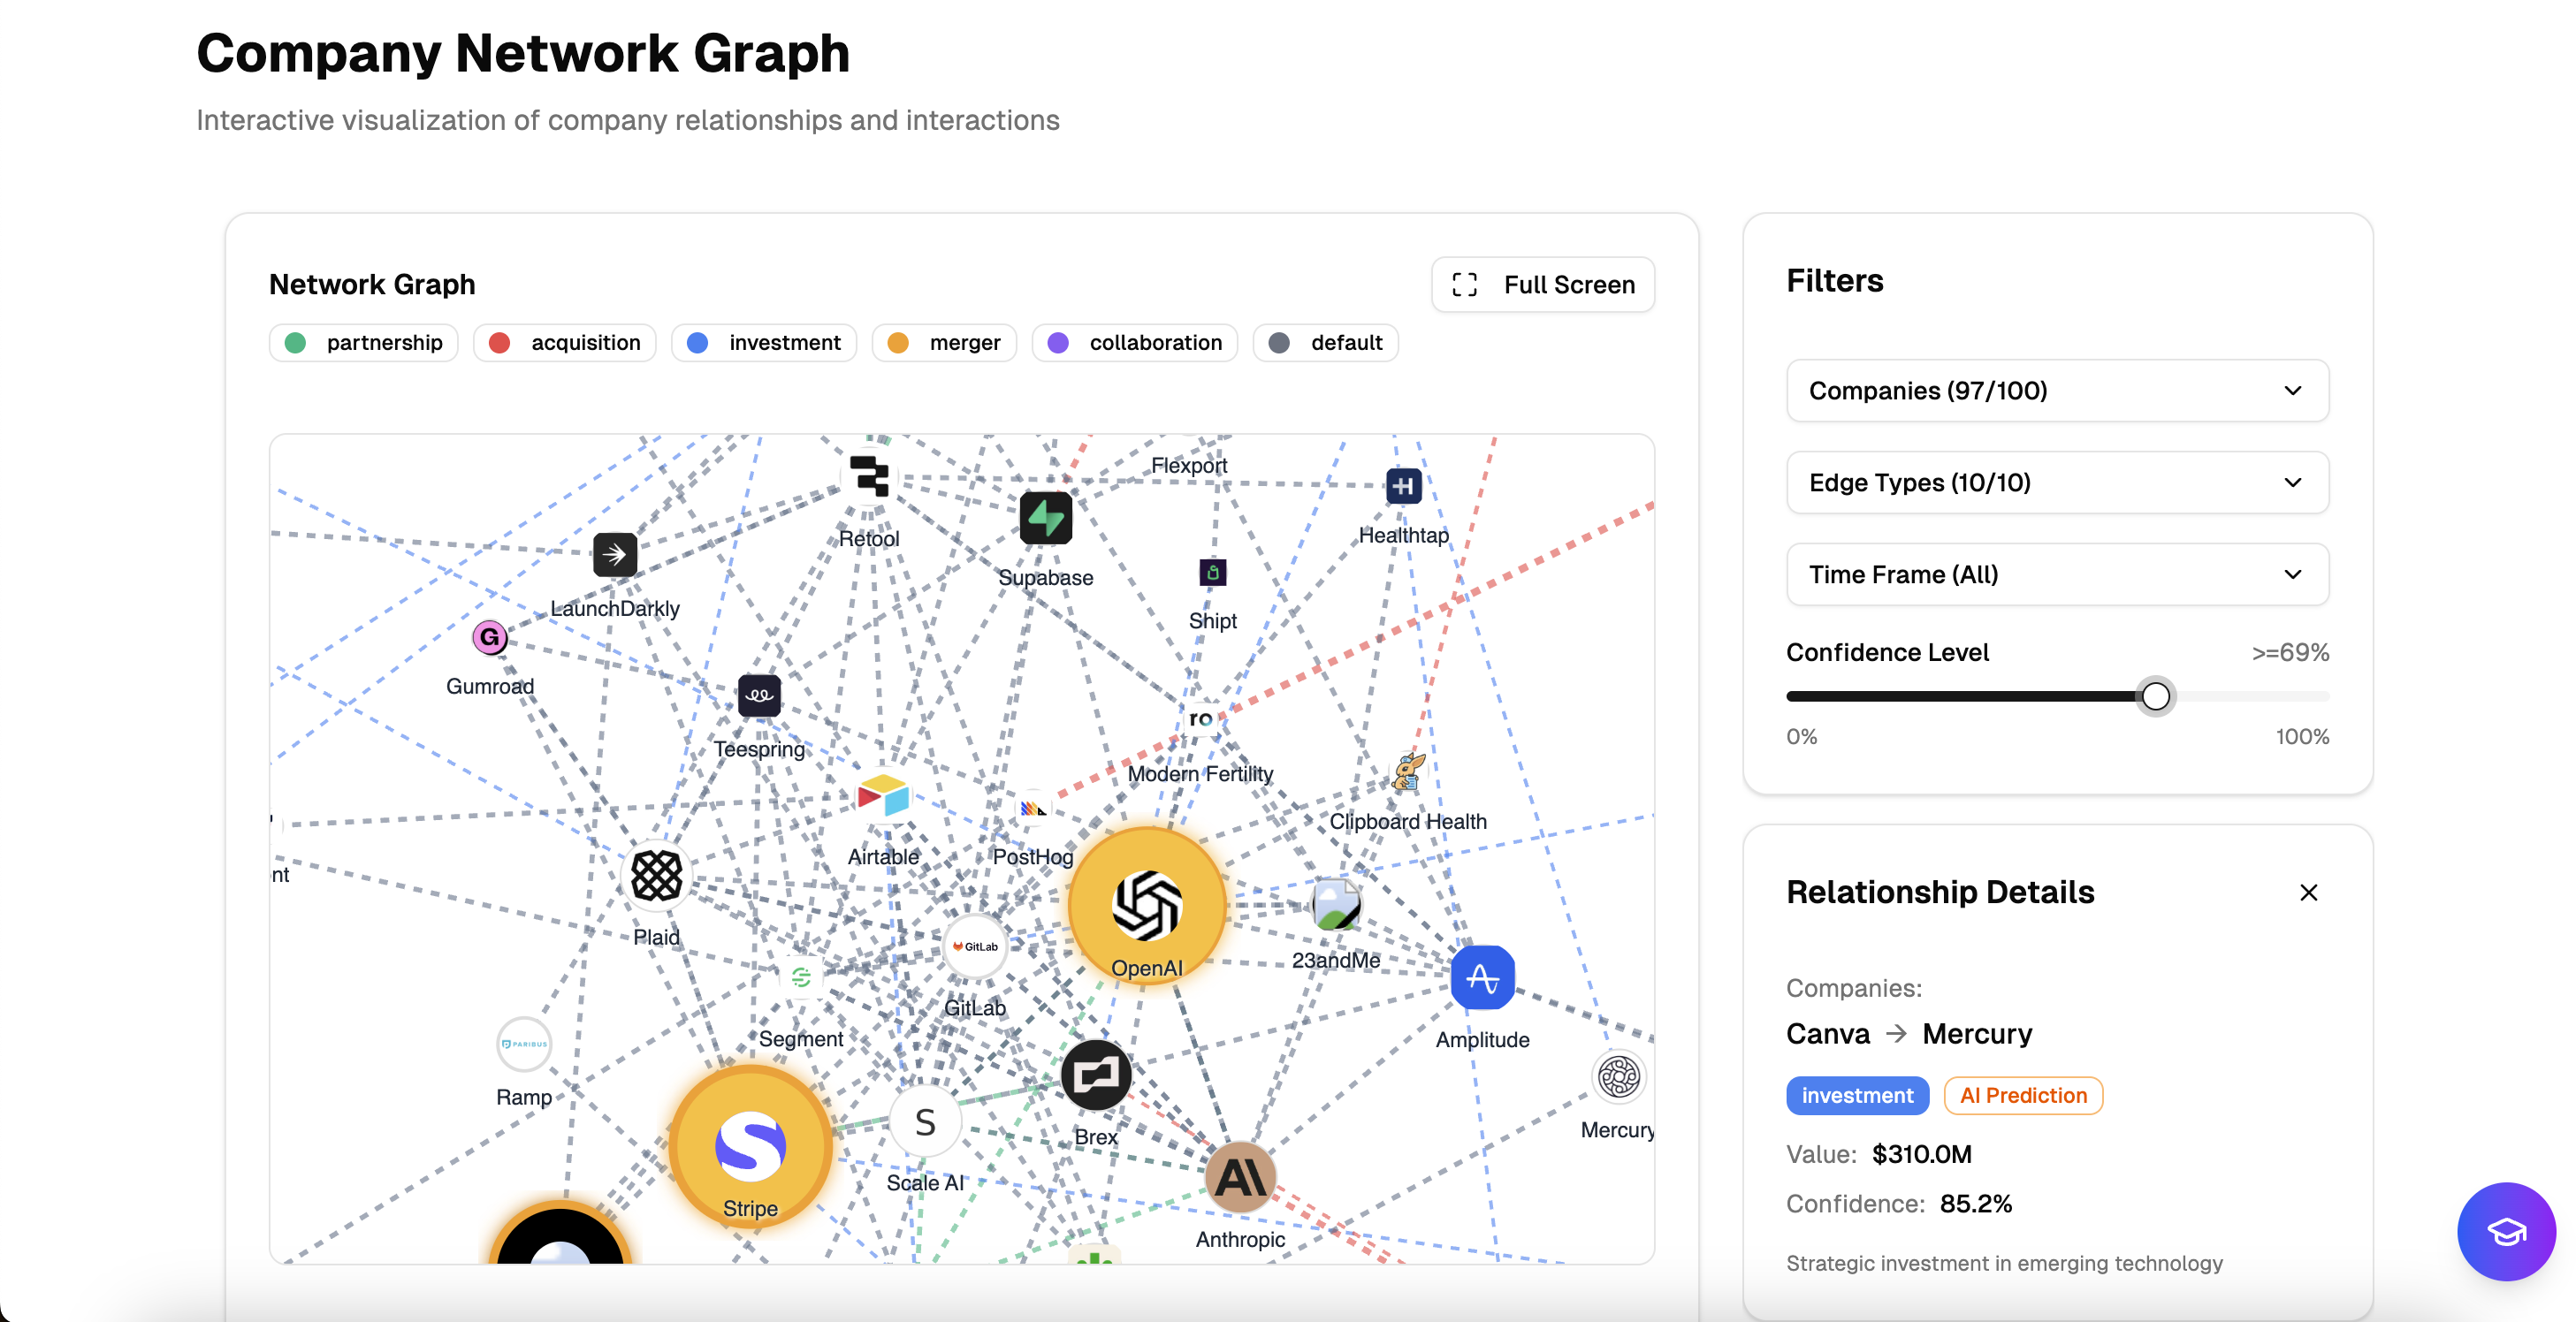 Company Network Graph
Interactive visualization of company relationships and interactions
Network Graph
Full Screen
partnership
acquisition
investment
merger
collaboration
default
Flexport
Retool
Healthtap
Supabase
LaunchDarkly
Shipt
G
Gumroad
ro
Teespring
Modern Fertility
Clipboard Health
Airtable
PostHog
nt
Plaid
GitLab
OpenAI
23andMe
GitLab
Segment
Amplitude
PARIBUS
Ramp
S
Brex
Mercury
Scale AI
Stripe
Anthropic
Filters
Companies (97/100)
Edge Types (10/10)
Time Frame (All)
Confidence Level >=69%
0% 100%
Relationship Details
Companies:
Canva → Mercury
investment AI Prediction
Value: $310.0M
Confidence: 85.2%
Strategic investment in emerging technology